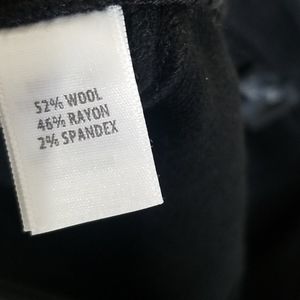 52% WOOL
46% RAYON
2% SPANDEX